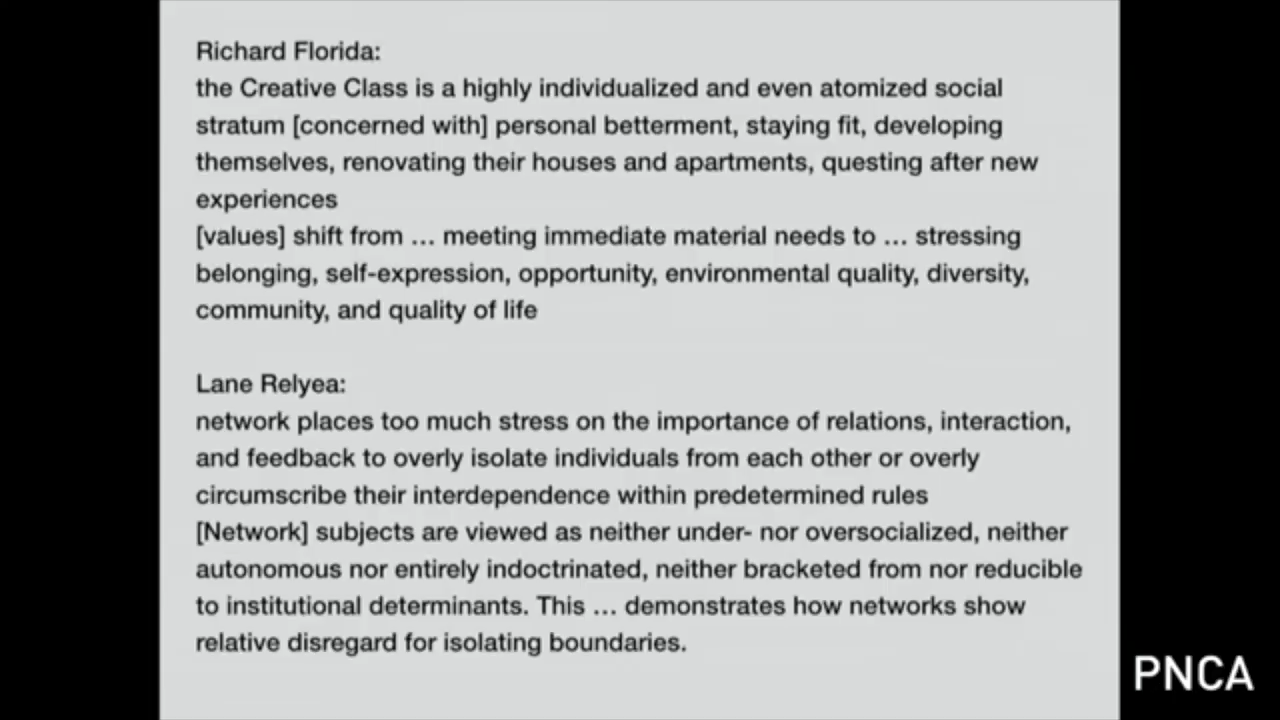 Richard Florida:
the Creative Class is a highly individualized and even atomized social
stratum [concerned with] personal betterment, staying fit, developing
themselves, renovating their houses and apartments, questing after new
experiences
[values] shift from … meeting immediate material needs to … stressing
belonging, self-expression, opportunity, environmental quality, diversity,
community, and quality of life
Lane Relyea:
network places too much stress on the importance of relations, interaction,
and feedback to overly isolate individuals from each other or overly
circumscribe their interdependence within predetermined rules
[Network] subjects are viewed as neither under- nor oversocialized, neither
autonomous nor entirely indoctrinated, neither bracketed from nor reducible
to institutional determinants. This … demonstrates how networks show
relative disregard for isolating boundaries.
PNCA